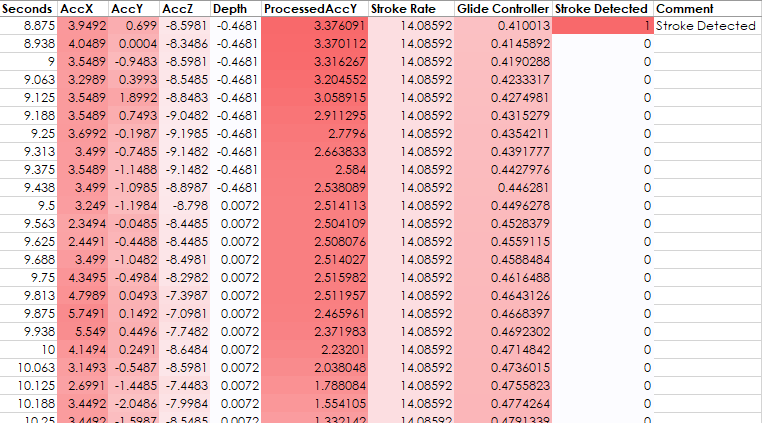 Seconds AccX AccY AccZ Depth ProcessedAccY Stroke Rate Glide Controller Stroke Detected Comment
8.875 3.9492 0.699 -8.5981 -0.4681 3.376091 14.08592 0.410013 1 Stroke Detected
8.938 4.0489 0.0004 -8.3486 -0.4681 3.370112 14.08592 0.4145892 0
9 3.5489 -0.9483 -8.5981 -0.4681 3.316267 14.08592 0.4190288 0
9.063 3.2989 0.3993 -8.5485 -0.4681 3.204552 14.08592 0.4233317 0
9.125 3.5489 1.8992 -8.8483 -0.4681 3.058915 14.08592 0.4274981 0
9.188 3.5489 0.7493 -9.0482 -0.4681 2.911295 14.08592 0.4315279 0
9.25 3.6992 -0.1987 -9.1985 -0.4681 2.7796 14.08592 0.4354211 0
9.313 3.499 -0.7485 -9.1482 -0.4681 2.663833 14.08592 0.4391777 0
9.375 3.5489 -1.1488 -9.1482 -0.4681 2.584 14.08592 0.4427976 0
9.438 3.499 -1.0985 -8.8987 -0.4681 2.538089 14.08592 0.446281 0
9.5 3.249 -1.1984 -8.798 0.0072 2.514113 14.08592 0.4496278 0
9.563 2.3494 -0.0485 -8.4485 0.0072 2.504109 14.08592 0.4528379 0
9.625 2.4491 -0.4488 -8.4485 0.0072 2.508076 14.08592 0.4559115 0
9.688 3.499 -1.0482 -8.4981 0.0072 2.514027 14.08592 0.4588484 0
9.75 4.3495 -0.4984 -8.2982 0.0072 2.515982 14.08592 0.4616488 0
9.813 4.7989 0.0493 -7.3987 0.0072 2.511957 14.08592 0.4643126 0
9.875 5.7491 0.1492 -7.0981 0.0072 2.465961 14.08592 0.4668397 0
9.938 5.549 0.4496 -7.7482 0.0072 2.371983 14.08592 0.4692302 0
10 4.1494 0.2491 -8.6484 0.0072 2.23201 14.08592 0.4714842 0
10.063 3.1493 -0.5487 -8.5981 0.0072 2.038048 14.08592 0.4736015 0
10.125 2.6991 -1.4485 -7.4483 0.0072 1.788084 14.08592 0.4755823 0
10.188 3.4492 -2.0486 -7.9984 0.0072 1.554105 14.08592 0.4774264 0
10.25 3.4492 -1.5987 -8.5485 0.0072 1.332142 14.08592 0.4791339 0